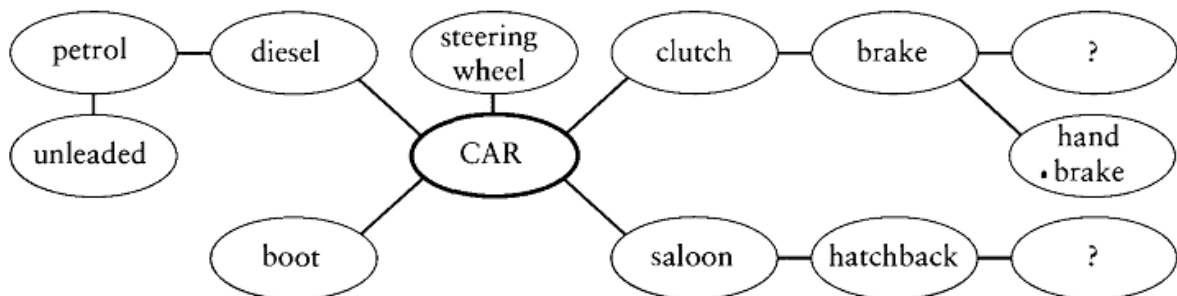 petrol
diesel
steering
wheel
clutch
brake
?
unleaded
CAR
hand
brake
boot
saloon
hatchback
?